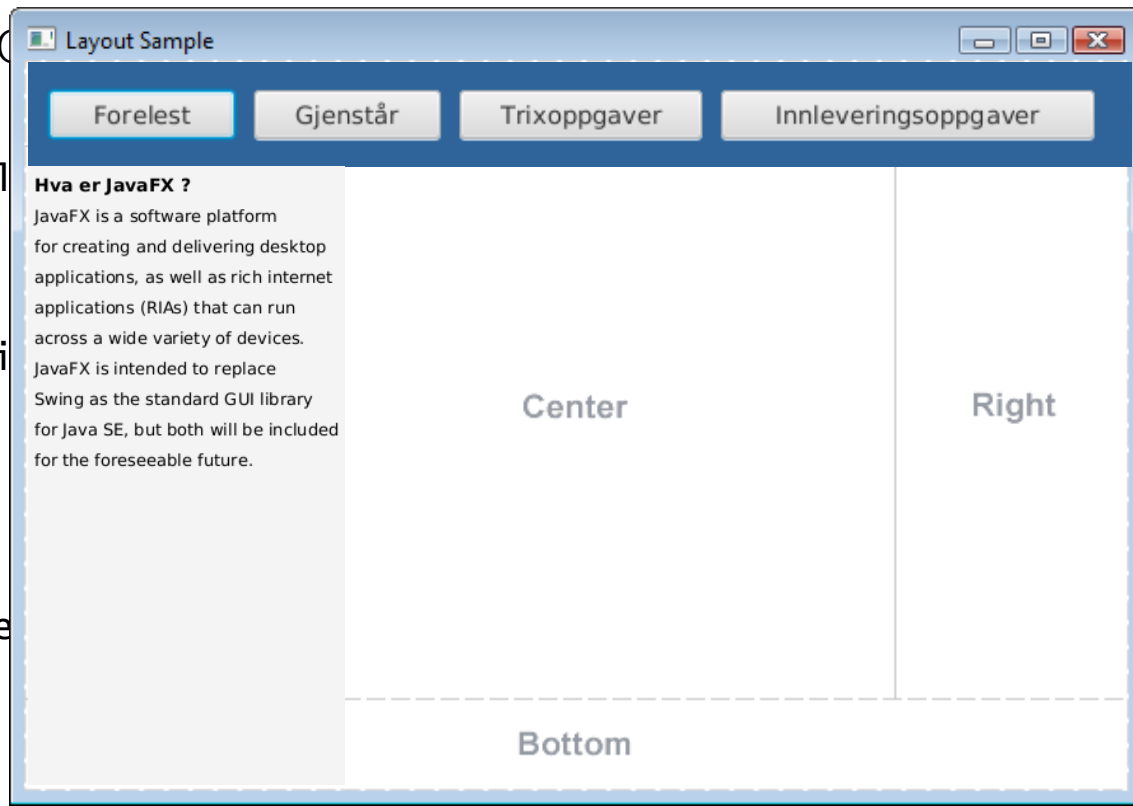 Layout Sample
Forelest Gjenstår Trixoppgaver Innleveringsoppgaver
Hva er JavaFX ?
JavaFX is a software platform
for creating and delivering desktop
applications, as well as rich internet
applications (RIAs) that can run
across a wide variety of devices.
JavaFX is intended to replace
Swing as the standard GUI library
for Java SE, but both will be included
for the foreseeable future.
Center
Right
Bottom